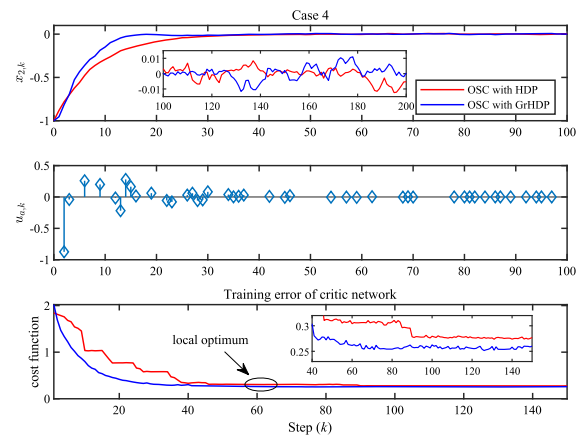 Case 4
0
-0.5
-1
x2,k
0.01
0
-0.01
100 120 140 160 180 200
OSC with HDP
OSC with GrHDP
0 10 20 30 40 50 60 70 80 90 100
0.5
0
-0.5
-1
ua,k
0 10 20 30 40 50 60 70 80 90 100
Training error of critic network
2
1
0
cost function
local optimum
0.3
0.25
40 60 80 100 120 140
20 40 60 80 100 120 140
Step (k)